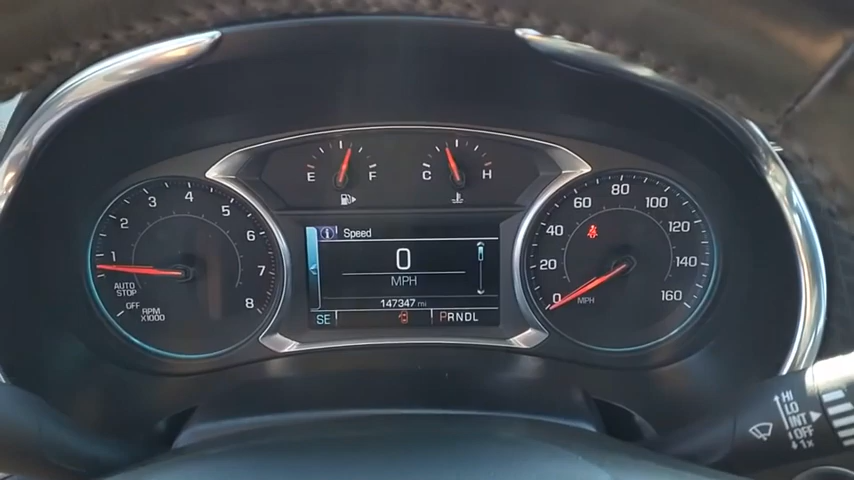 E F
C H
1 2 3 4 5 6 7 8
AUTO STOP
OFF
RPM
X1000
i Speed
0
MPH
147347 mi
SE
PRNDL
0 20 40 60 80 100 120 140 160
MPH
HI
LO
INT
OFF
1x